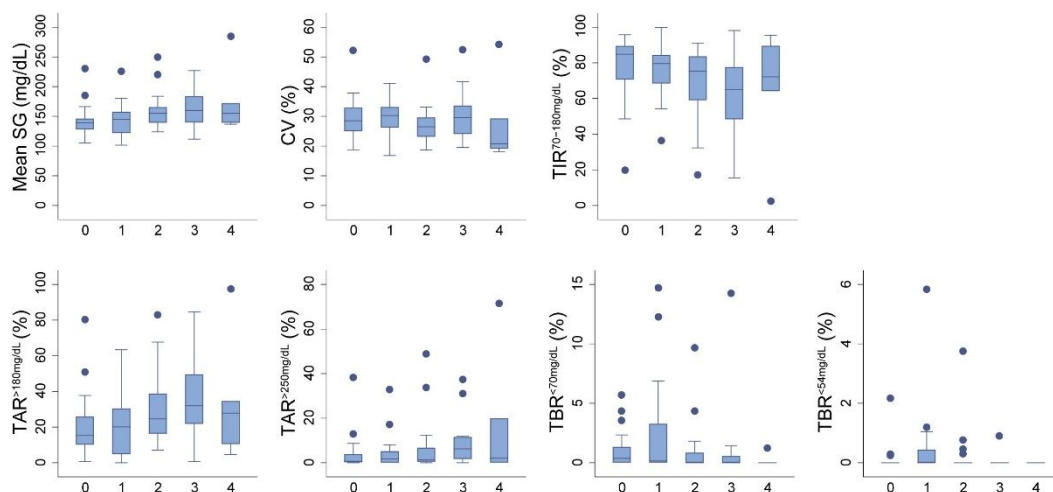 Mean SG (mg/dL)
300
250
200
150
100
50
0
0 1 2 3 4
CV (%)
60
50
40
30
20
10
0
0 1 2 3 4
TIR70−180mg/dL (%)
100
80
60
40
20
0
0 1 2 3 4
TAR>180mg/dL (%)
100
80
60
40
20
0
0 1 2 3 4
TAR>250mg/dL (%)
80
60
40
20
0
0 1 2 3 4
TBR<70mg/dL (%)
15
10
5
0
0 1 2 3 4
TBR<54mg/dL (%)
6
4
2
0
0 1 2 3 4